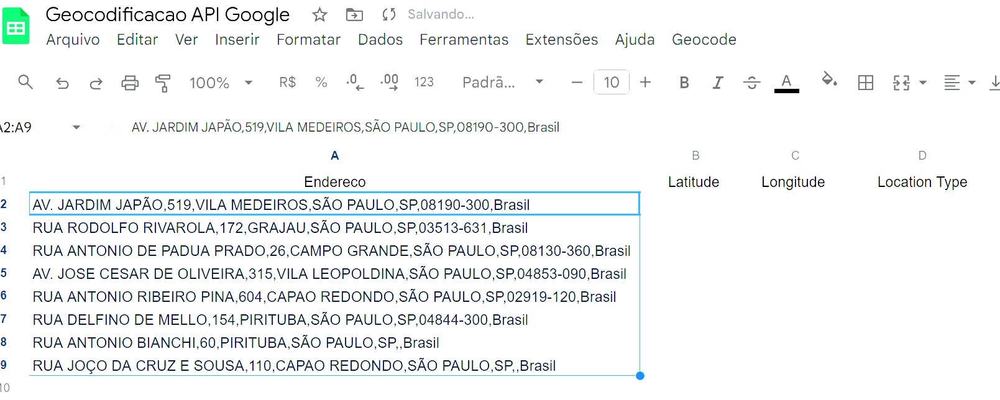 Geocodificacao API Google Salvando...
Arquivo Editar Ver Inserir Formatar Dados Ferramentas Extensões Ajuda Geocode
100% R$ % .0 .00 123 Padrã... 10 B I S A
A2:A9 AV. JARDIM JAPÃO,519,VILA MEDEIROS,SÃO PAULO,SP,08190-300,Brasil
A B C D
1 Endereco Latitude Longitude Location Type
2 AV. JARDIM JAPÃO,519,VILA MEDEIROS,SÃO PAULO,SP,08190-300,Brasil
3 RUA RODOLFO RIVAROLA,172,GRAJAU,SÃO PAULO,SP,03513-631,Brasil
4 RUA ANTONIO DE PADUA PRADO,26,CAMPO GRANDE,SÃO PAULO,SP,08130-360,Brasil
5 AV. JOSE CESAR DE OLIVEIRA,315,VILA LEOPOLDINA,SÃO PAULO,SP,04853-090,Brasil
6 RUA ANTONIO RIBEIRO PINA,604,CAPAO REDONDO,SÃO PAULO,SP,02919-120,Brasil
7 RUA DELFINO DE MELLO,154,PIRITUBA,SÃO PAULO,SP,04844-300,Brasil
8 RUA ANTONIO BIANCHI,60,PIRITUBA,SÃO PAULO,SP,,Brasil
9 RUA JOÇO DA CRUZ E SOUSA,110,CAPAO REDONDO,SÃO PAULO,SP,,Brasil
10